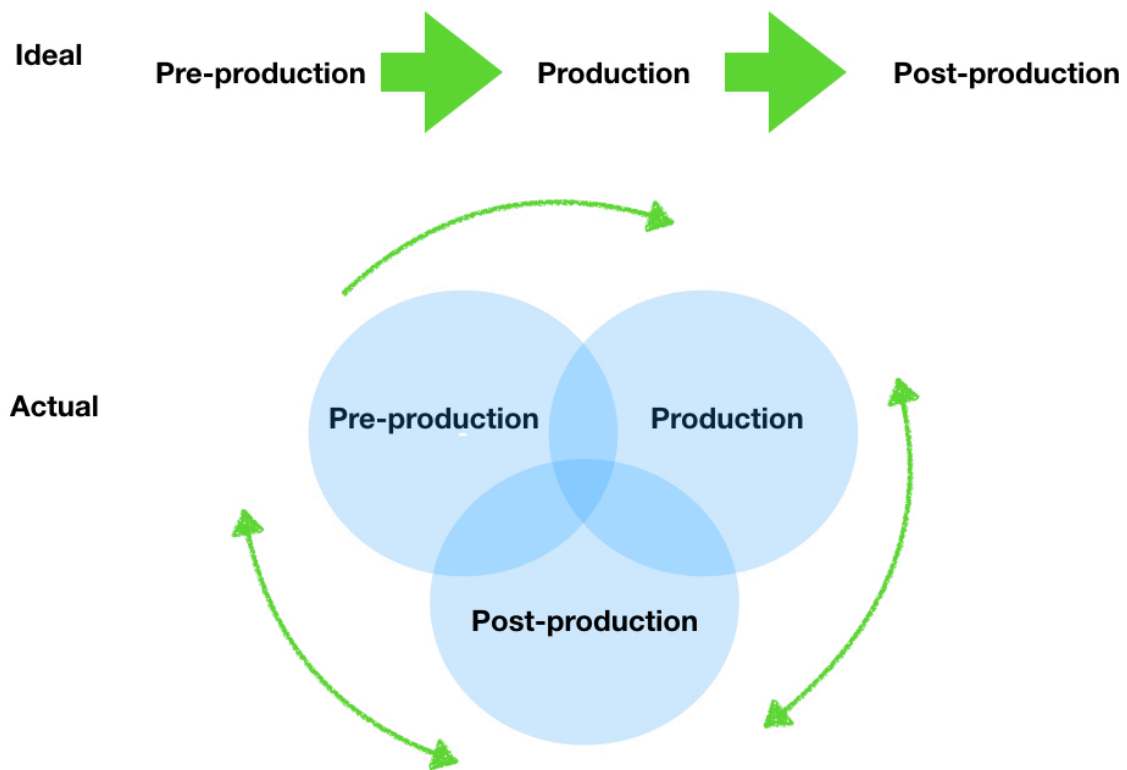 Ideal
Pre-production
Production
Post-production
Actual
Pre-production
Production
Post-production